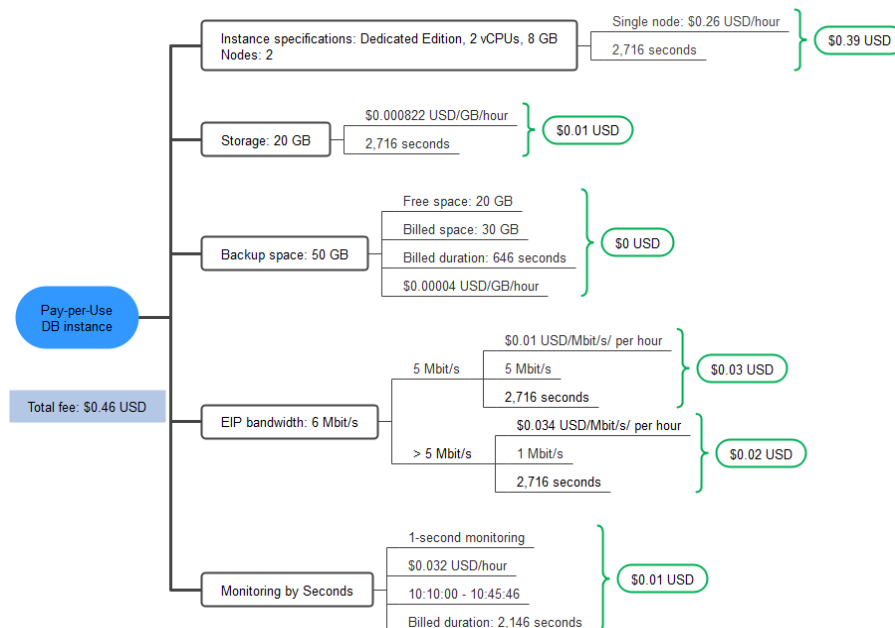 Pay-per-Use
DB instance
Total fee: $0.46 USD
Instance specifications: Dedicated Edition, 2 vCPUs, 8 GB
Nodes: 2
Single node: $0.26 USD/hour
2,716 seconds
$0.39 USD
Storage: 20 GB
$0.000822 USD/GB/hour
2,716 seconds
$0.01 USD
Backup space: 50 GB
Free space: 20 GB
Billed space: 30 GB
Billed duration: 646 seconds
$0.00004 USD/GB/hour
$0 USD
EIP bandwidth: 6 Mbit/s
5 Mbit/s
$0.01 USD/Mbit/s/ per hour
5 Mbit/s
2,716 seconds
$0.03 USD
> 5 Mbit/s
$0.034 USD/Mbit/s/ per hour
1 Mbit/s
2,716 seconds
$0.02 USD
Monitoring by Seconds
1-second monitoring
$0.032 USD/hour
10:10:00 - 10:45:46
Billed duration: 2,146 seconds
$0.01 USD